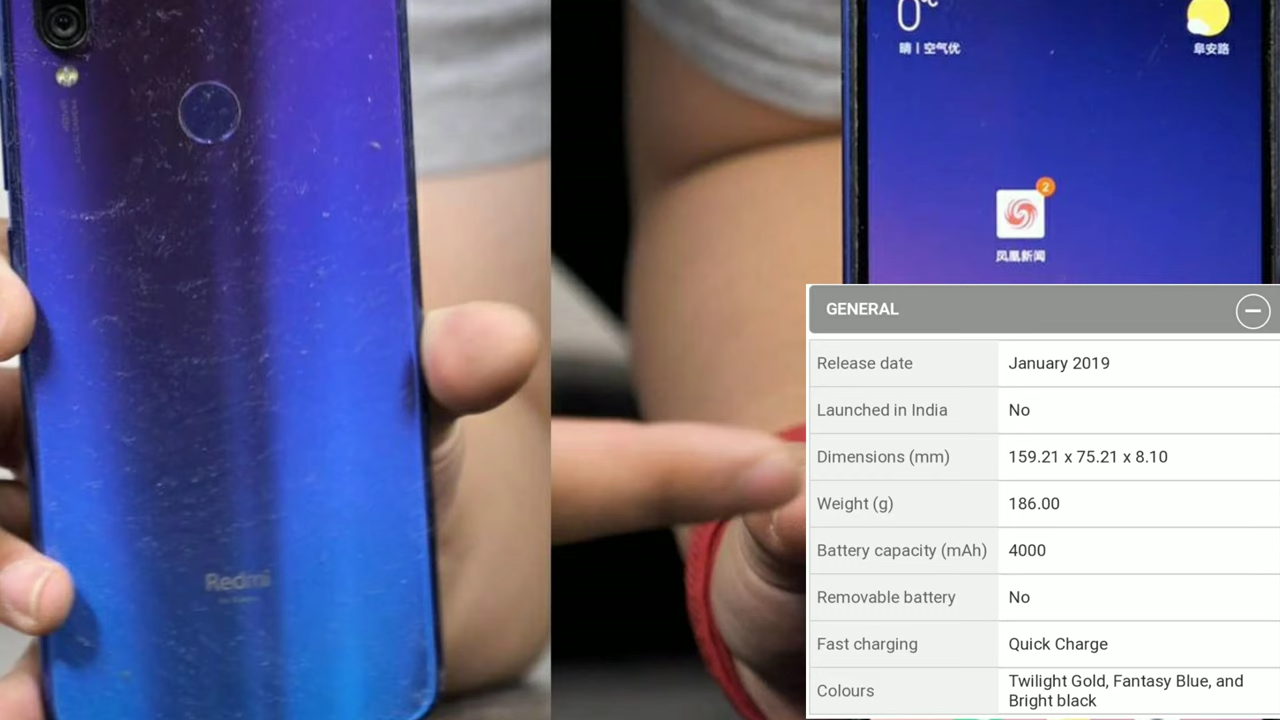 0℃
晴 | 空气优
阜安路
2
凤凰新闻
Redmi
GENERAL
Release date January 2019
Launched in India No
Dimensions (mm) 159.21 x 75.21 x 8.10
Weight (g) 186.00
Battery capacity (mAh) 4000
Removable battery No
Fast charging Quick Charge
Colours Twilight Gold, Fantasy Blue, and
Bright black